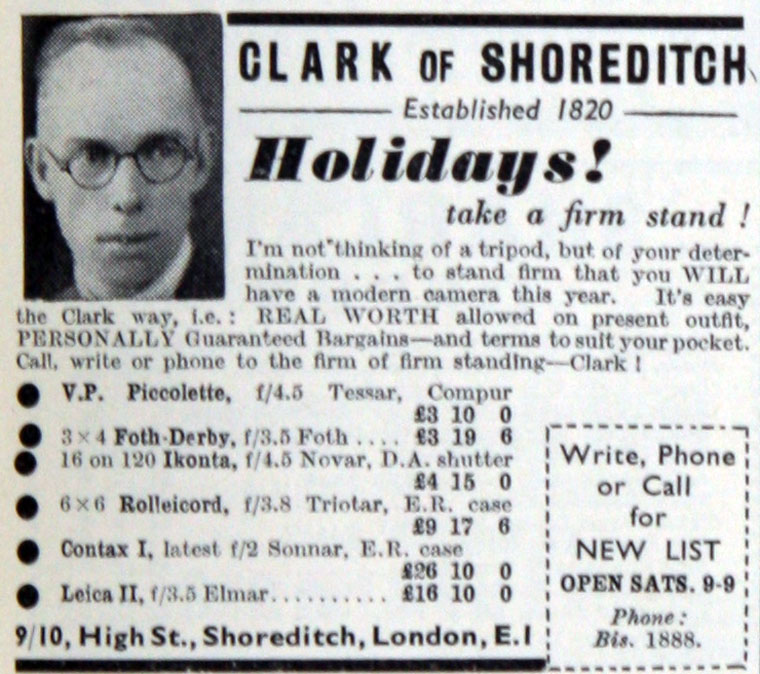 CLARK OF SHOREDITCH
Established 1820
Holidays!
take a firm stand !
I'm not thinking of a tripod, but of your deter-
mination . . . to stand firm that you WILL
have a modern camera this year. It's easy
the Clark way, i.e. : REAL WORTH allowed on present outfit,
PERSONALLY Guaranteed Bargains—and terms to suit your pocket.
Call, write or phone to the firm of firm standing—Clark !
● V.P. Piccolette, f/4.5 Tessar, Compur
£3 10 0
● 3 × 4 Foth-Derby, f/3.5 Foth .... £3 19 6
● 16 on 120 Ikonta, f/4.5 Novar, D.A. shutter
£4 15 0
● 6×6 Rolleicord, f/3.8 Triotar, E.R. case
£9 17 6
● Contax I, latest f/2 Sonnar, E.R. case
£26 10 0
● Leica II, f/3.5 Elmar.......... £16 10 0
9/10, High St., Shoreditch, London, E.1
Write, Phone
or Call
for
NEW LIST
OPEN SATS. 9-9
Phone :
Bis. 1888.